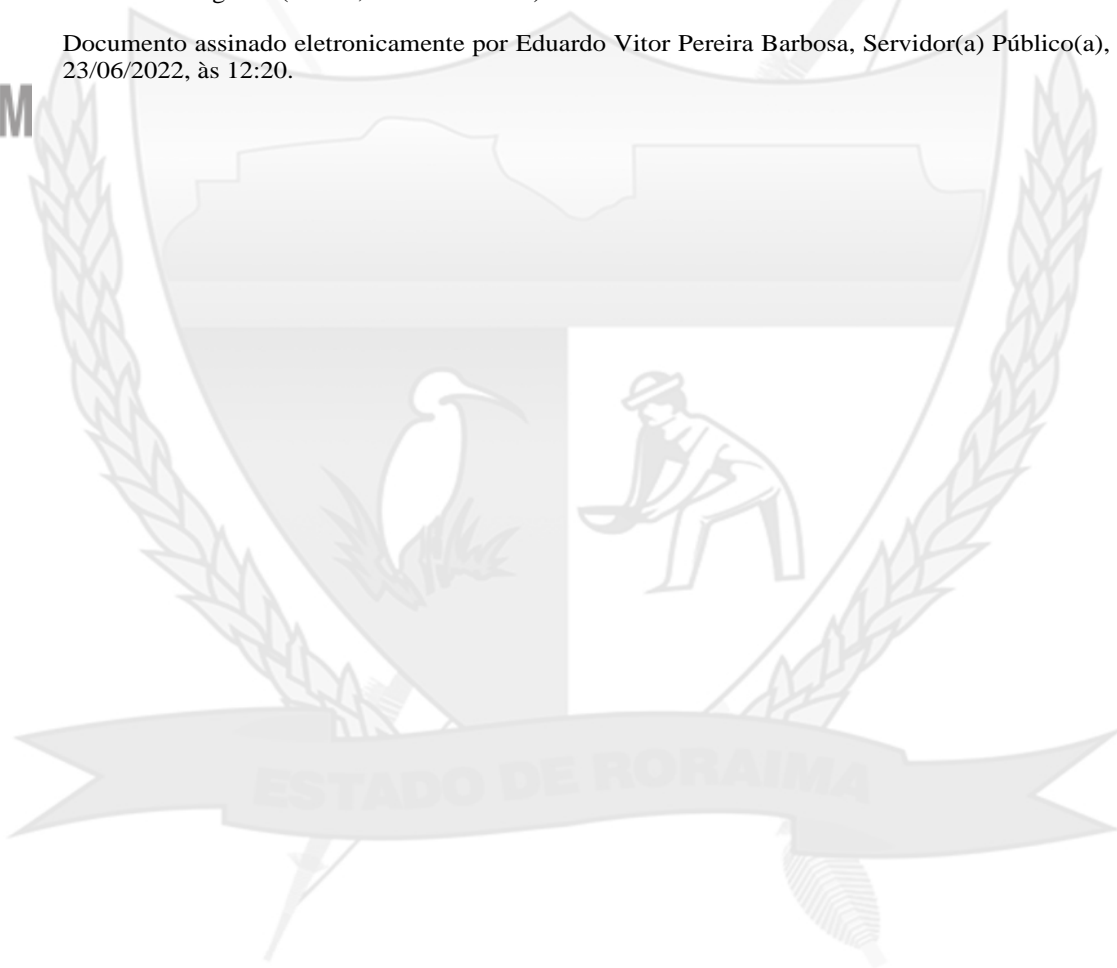 Documento assinado eletronicamente por Eduardo Vitor Pereira Barbosa, Servidor(a) Público(a),
23/06/2022, às 12:20.
M
ESTADO DE RORAIMA